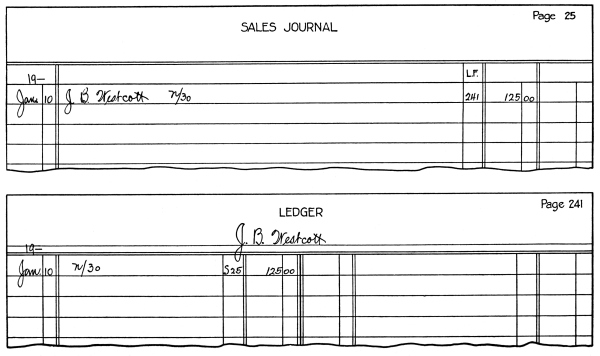 Page 25
SALES JOURNAL
19—
L.F.
Jan. 10 J. B. Westcott n/30 241 125 00
Page 241
LEDGER
J. B. Westcott
19—
Jan. 10 n/30 S25 125 00